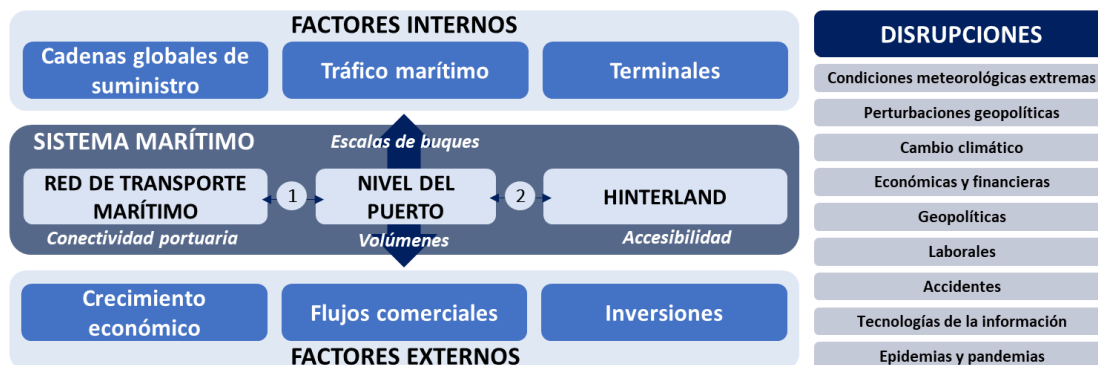 FACTORES INTERNOS
Cadenas globales de
suministro
Tráfico marítimo
Terminales
SISTEMA MARÍTIMO
Escalas de buques
RED DE TRANSPORTE
MARÍTIMO
1
NIVEL DEL
PUERTO
2
HINTERLAND
Conectividad portuaria
Volúmenes
Accesibilidad
Crecimiento
económico
Flujos comerciales
Inversiones
FACTORES EXTERNOS
DISRUPCIONES
Condiciones meteorológicas extremas
Perturbaciones geopolíticas
Cambio climático
Económicas y financieras
Geopolíticas
Laborales
Accidentes
Tecnologías de la información
Epidemias y pandemias